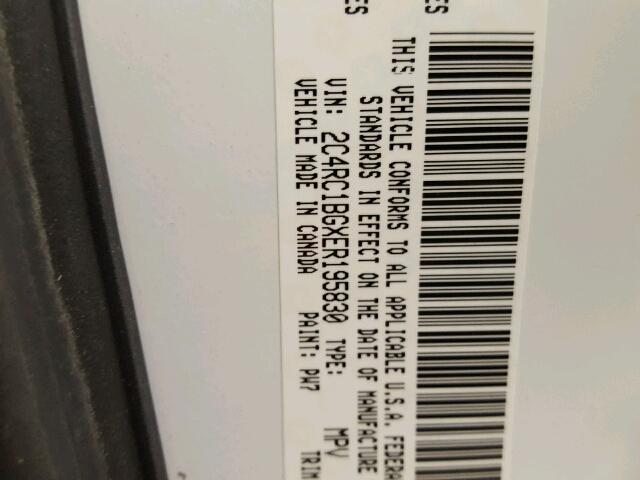 THIS VEHICLE CONFORMS TO ALL APPLICABLE U.S.A. FEDERA
STANDARDS IN EFFECT ON THE DATE OF MANUFACTURE
VIN: 2C4RC1BGXER195830 TYPE: MPV
VEHICLE MADE IN CANADA PAINT: PW7 TRIM